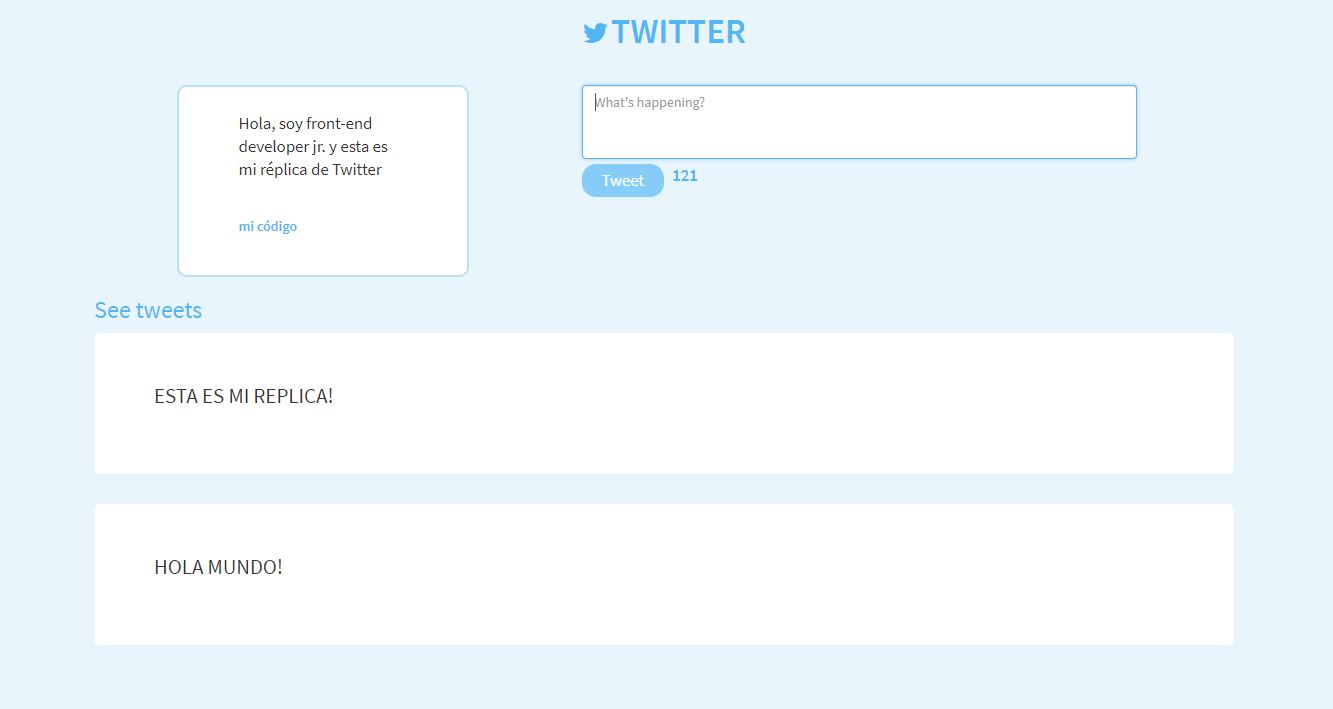 TWITTER
Hola, soy front-end
developer jr. y esta es
mi réplica de Twitter
mi código
What's happening?
Tweet
121
See tweets
ESTA ES MI REPLICA!
HOLA MUNDO!